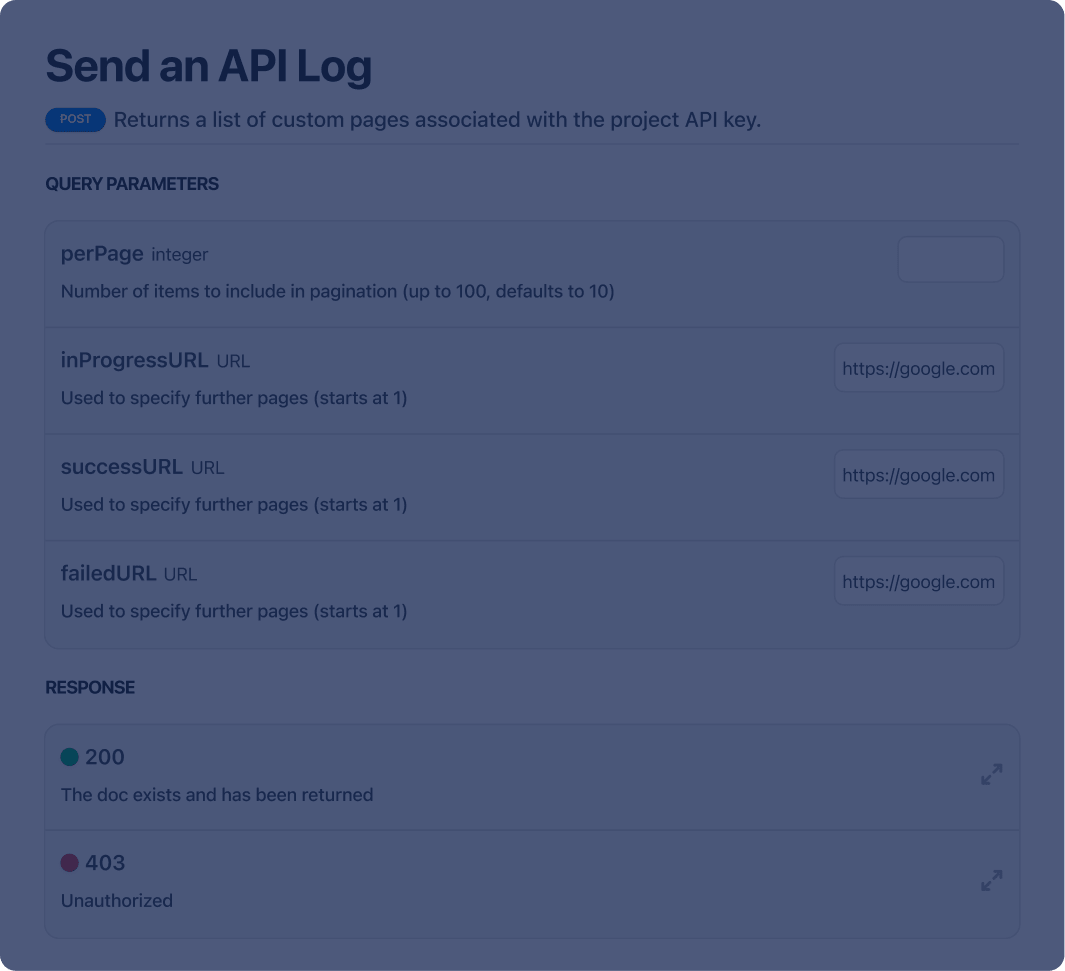 Send an API Log
POST Returns a list of custom pages associated with the project API key.
QUERY PARAMETERS
perPage integer
Number of items to include in pagination (up to 100, defaults to 10)
inProgressURL URL
https://google.com
Used to specify further pages (starts at 1)
successURL URL
https://google.com
Used to specify further pages (starts at 1)
failedURL URL
https://google.com
Used to specify further pages (starts at 1)
RESPONSE
200
The doc exists and has been returned
403
Unauthorized